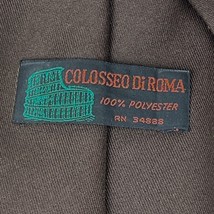 COLOSSEO DI ROMA
100% POLYESTER
RN 34888